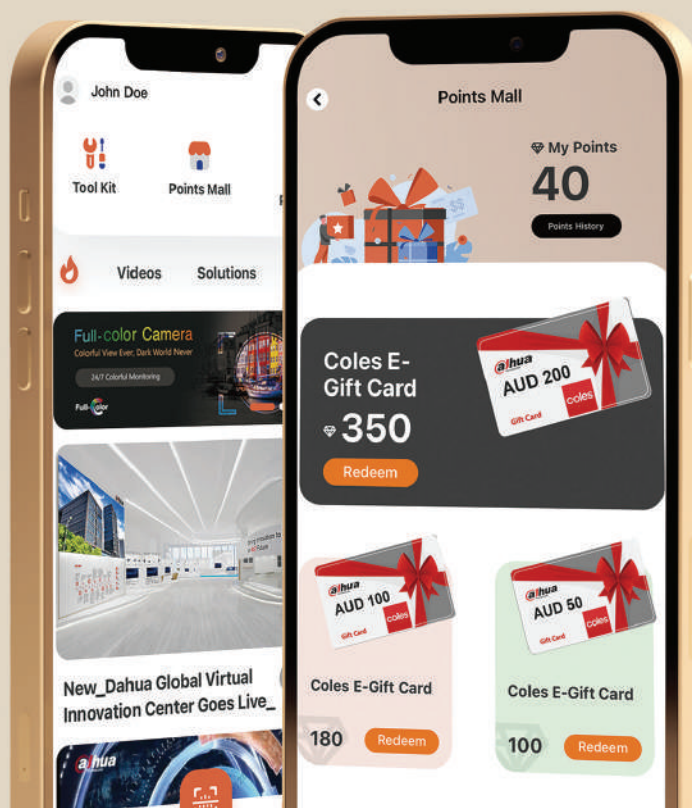 John Doe
Tool Kit
Points Mall
Videos
Solutions
Full-color Camera
Colorful View Ever, Dark World Never
24/7 Colorful Monitoring
Full-color
New_Dahua Global Virtual
Innovation Center Goes Live_
alhua
Points Mall
My Points
40
Points History
$$
Coles E-
Gift Card
350
Redeem
alhua
AUD 200
coles
Gift Card
alhua
AUD 100
coles
Gift Card
Coles E-Gift Card
180
Redeem
alhua
AUD 50
coles
Gift Card
Coles E-Gift Card
100
Redeem